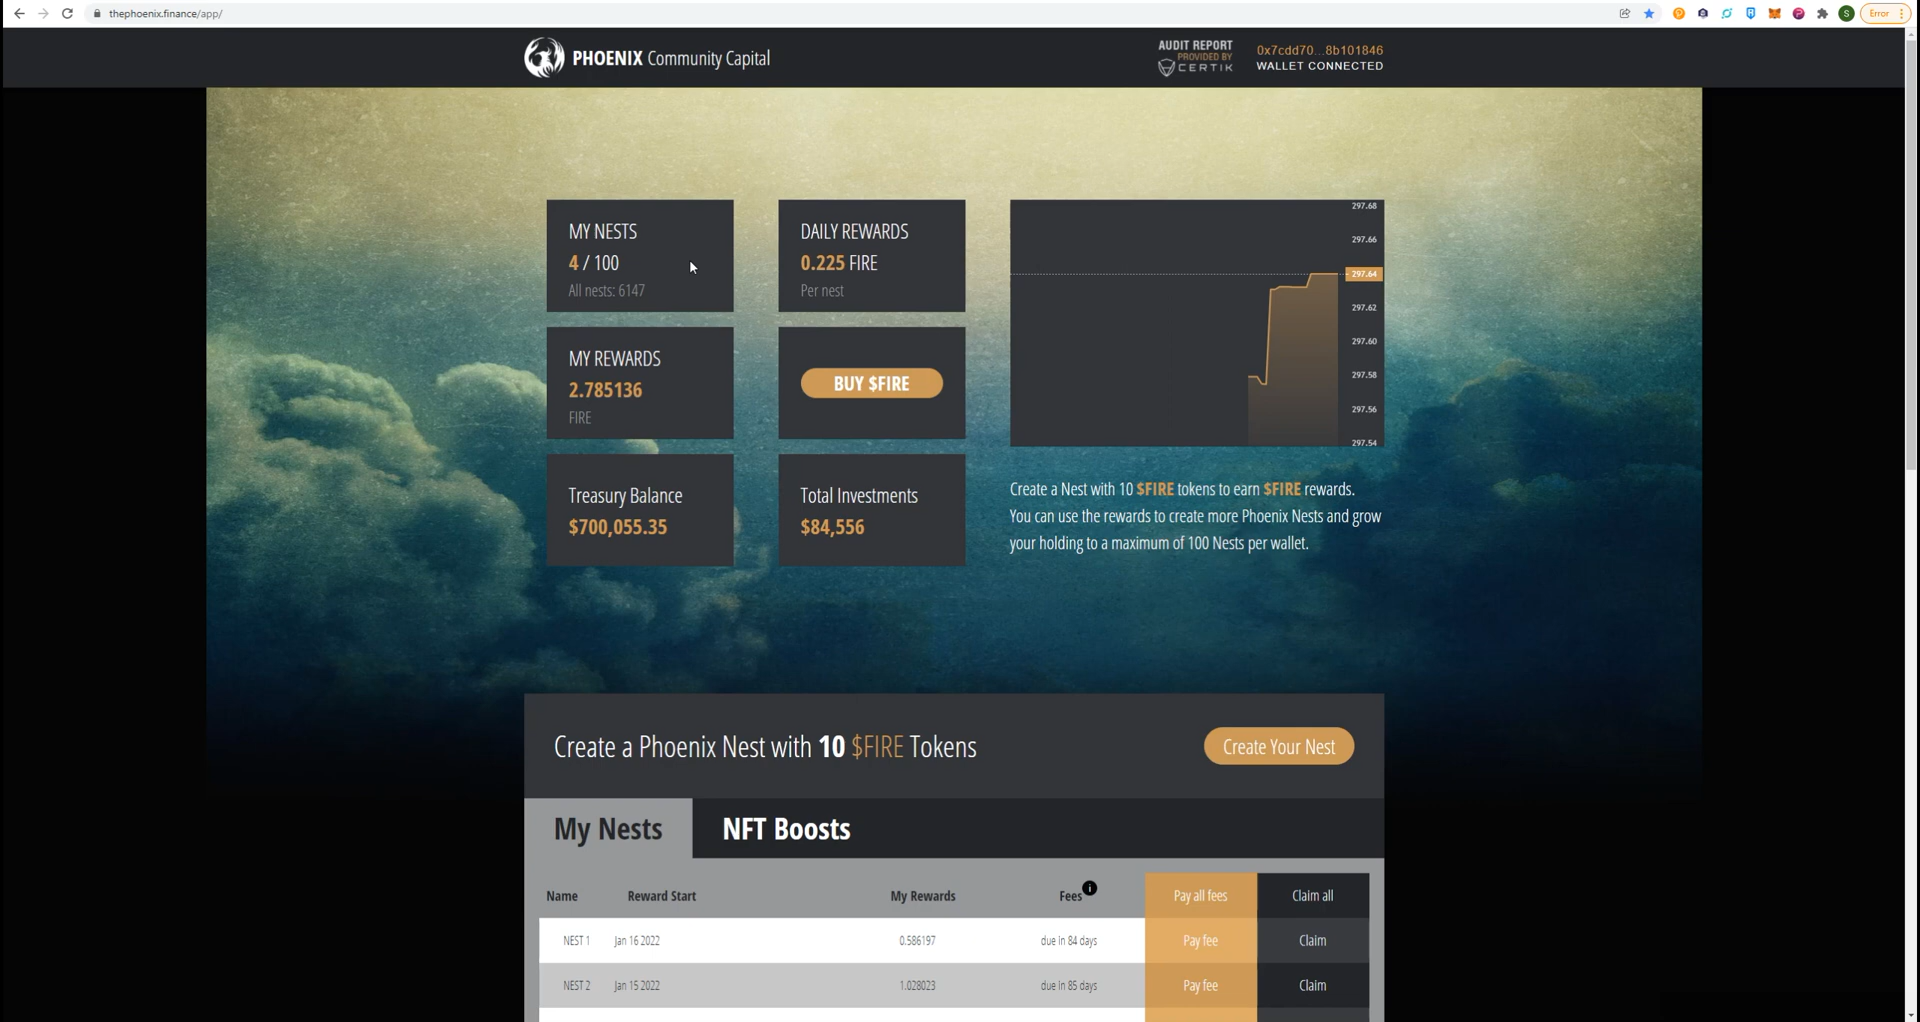 thephoenix.finance/app/
S
Error
PHOENIX Community Capital
AUDIT REPORT
PROVIDED BY
CERTIK
0x7cdd70...8b101846
WALLET CONNECTED
MY NESTS
4 / 100
All nests: 6147
DAILY REWARDS
0.225 FIRE
Per nest
MY REWARDS
2.785136
FIRE
BUY $FIRE
Treasury Balance
$700,055.35
Total Investments
$84,556
297.68
297.66
297.64
297.62
297.60
297.58
297.56
297.54
Create a Nest with 10 $FIRE tokens to earn $FIRE rewards.
You can use the rewards to create more Phoenix Nests and grow
your holding to a maximum of 100 Nests per wallet.
Create a Phoenix Nest with 10 $FIRE Tokens
Create Your Nest
My Nests
NFT Boosts
Name Reward Start My Rewards Fees i Pay all fees Claim all
NEST 1 Jan 16 2022 0.586197 due in 84 days Pay fee Claim
NEST 2 Jan 15 2022 1.028023 due in 85 days Pay fee Claim